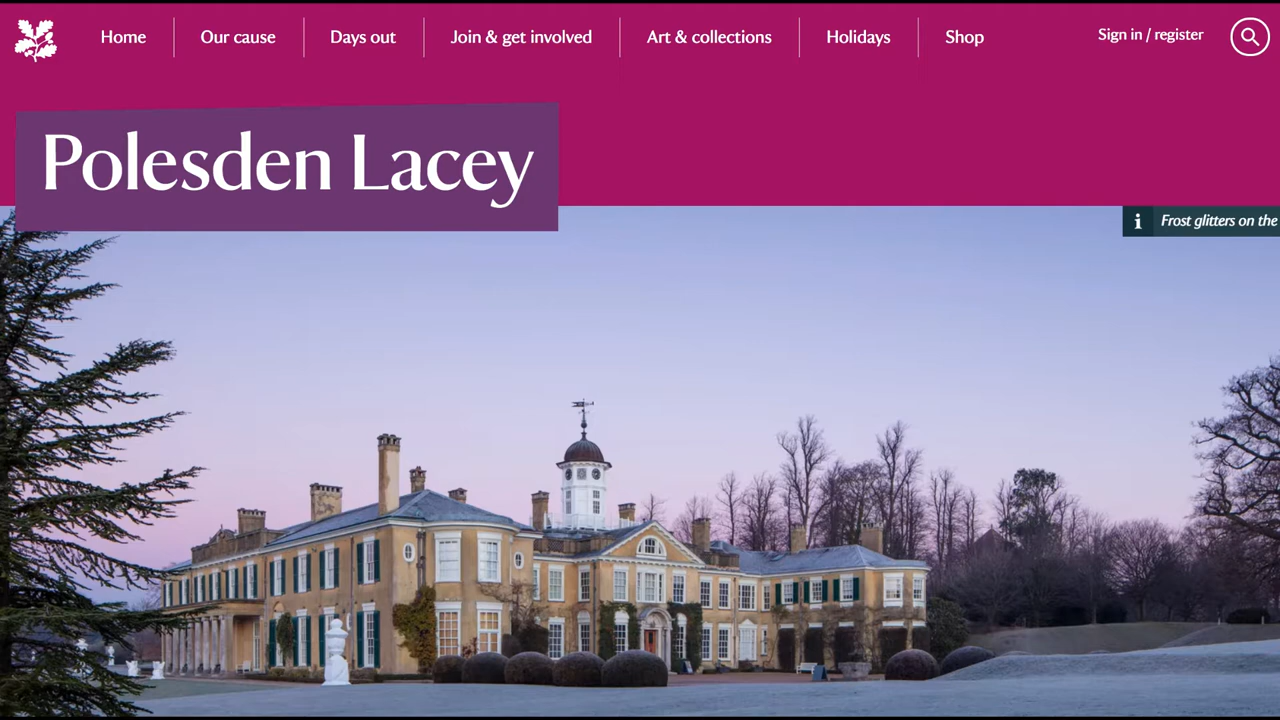 Home Our cause Days out Join & get involved Art & collections Holidays Shop Sign in / register
Polesden Lacey
i Frost glitters on the